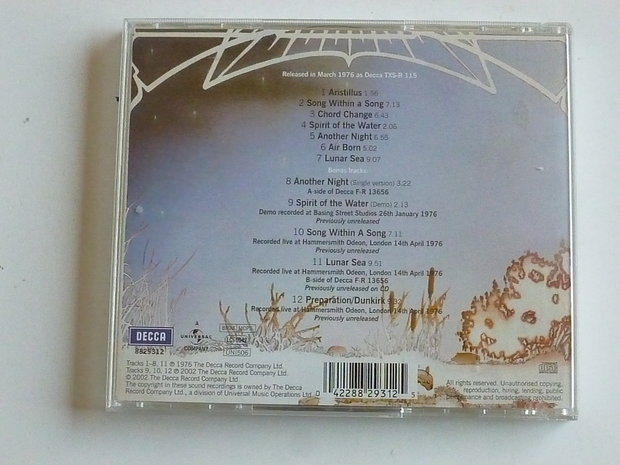 Released in March 1976 as Decca TXS-R 115
1 Aristillus 1.56
2 Song Within a Song 7.13
3 Chord Change 6.43
4 Spirit of the Water 2.05
5 Another Night 6.55
6 Air Born 5.02
7 Lunar Sea 9.07
Bonus Tracks
8 Another Night (Single version) 3.22
A-side of Decca F-R 13656
9 Spirit of the Water (Demo) 2.13
Demo recorded at Basing Street Studios 26th January 1976
Previously unreleased
10 Song Within A Song 7.11
Recorded live at Hammersmith Odeon, London 14th April 1976
Previously unreleased
11 Lunar Sea 9.51
Recorded live at Hammersmith Odeon, London 14th April 1976
B-side of Decca F-R 13656
Previously unreleased on CD
12 Preparation/Dunkirk
Recorded live at Hammersmith Odeon, London 14th April 1976
Previously unreleased
DECCA
8829312
A
UNIVERSAL
COMPANY
Tracks 1-8, 11 ℗ 1976 The Decca Record Company Ltd.
Tracks 9, 10, 12 ℗ 2002 The Decca Record Company Ltd.
© 2002 The Decca Record Company Ltd.
The copyright in these sound recordings is owned by The Decca
Record Company Ltd., a division of Universal Music Operations Ltd.
0 42288 29312 5
All rights reserved. Unauthorised copying,
reproduction, hiring, lending, public
performance and broadcasting prohibited.